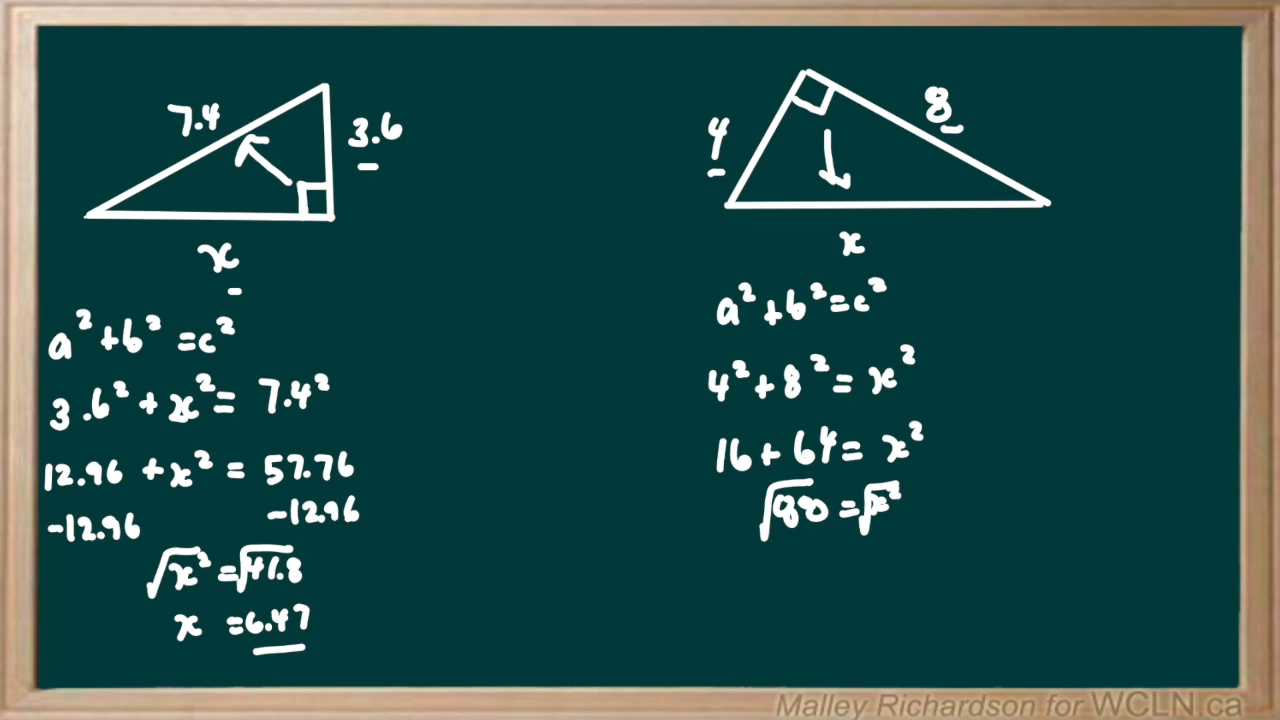 7.4
3.6
x
a² + b² = c²
3.6² + x² = 7.4²
12.96 + x² = 57.76
-12.96 -12.96
√x² = √41.8
x = 6.47
4
8
x
a² + b² = c²
4² + 8² = x²
16 + 64 = x²
√80 = √x²
Malley Richardson for WCLN.ca